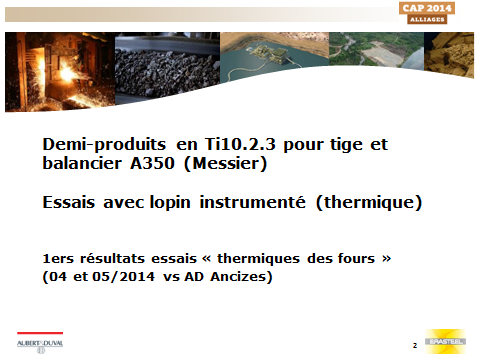 CAP 2014
ALLIAGES
Demi-produits en Ti10.2.3 pour tige et
balancier A350 (Messier)
Essais avec lopin instrumenté (thermique)
1ers résultats essais « thermiques des fours »
(04 et 05/2014 vs AD Ancizes)
AUBERT&DUVAL
2
ERASTEEL